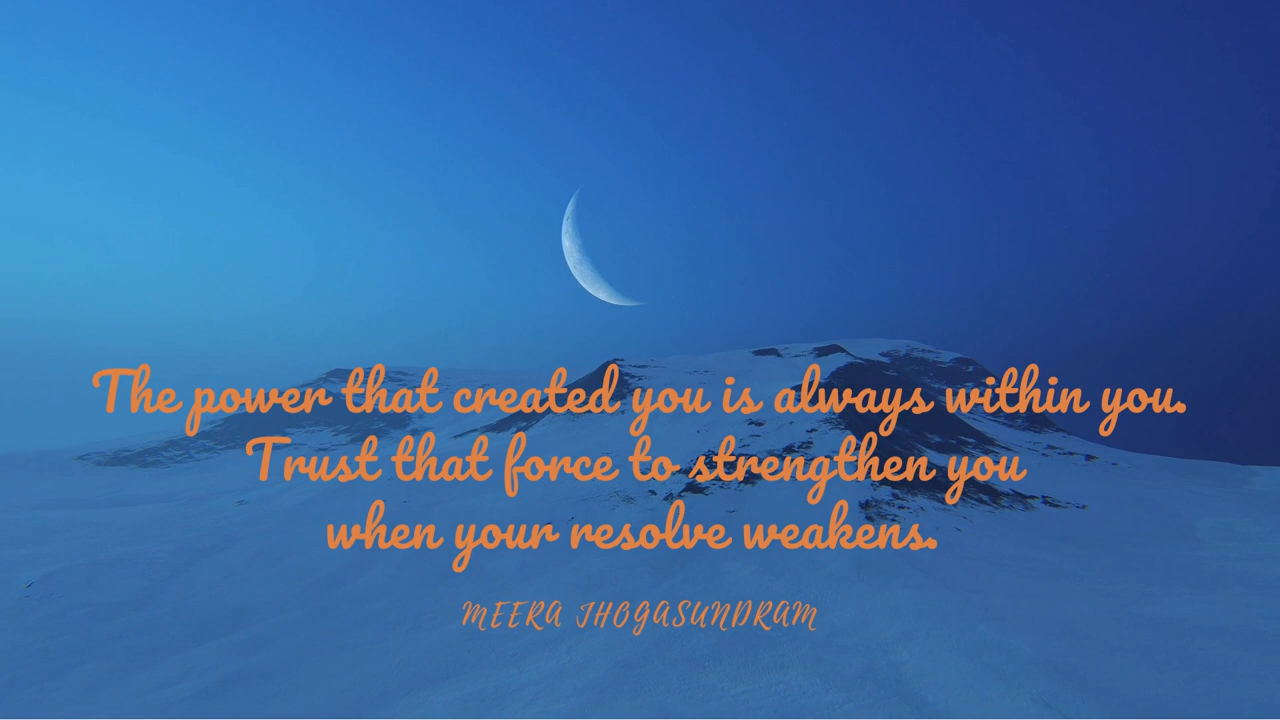 The power that created you is always within you.
Trust that force to strengthen you
when your resolve weakens.
MEERA JHOGASUNDRAM